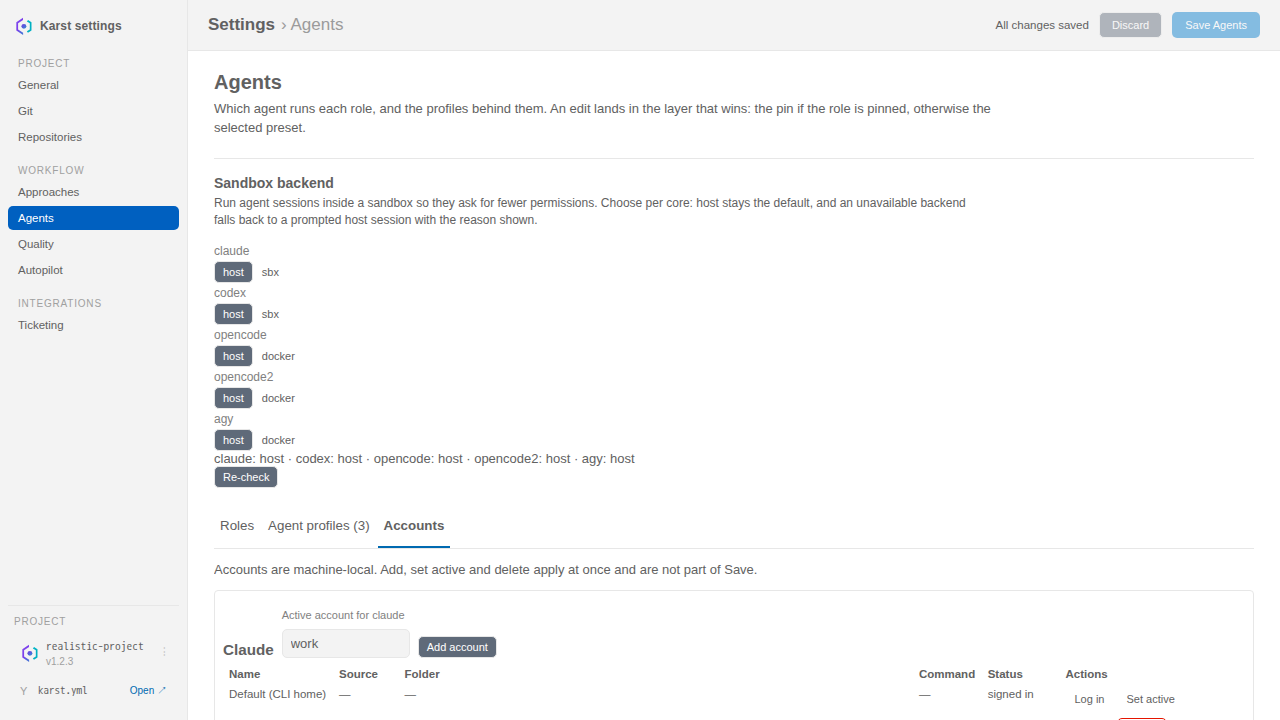 Karst settings
PROJECT
General
Git
Repositories
WORKFLOW
Approaches
Agents
Quality
Autopilot
INTEGRATIONS
Ticketing
PROJECT
realistic-project
v1.2.3
Y karst.yml Open ↗
Settings › Agents
All changes saved Discard Save Agents
Agents
Which agent runs each role, and the profiles behind them. An edit lands in the layer that wins: the pin if the role is pinned, otherwise the
selected preset.
Sandbox backend
Run agent sessions inside a sandbox so they ask for fewer permissions. Choose per core: host stays the default, and an unavailable backend
falls back to a prompted host session with the reason shown.
claude
host sbx
codex
host sbx
opencode
host docker
opencode2
host docker
agy
host docker
claude: host · codex: host · opencode: host · opencode2: host · agy: host
Re-check
Roles Agent profiles (3) Accounts
Accounts are machine-local. Add, set active and delete apply at once and are not part of Save.
Active account for claude
Claude work Add account
Name Source Folder Command Status Actions
Default (CLI home) — — — signed in Log in Set active